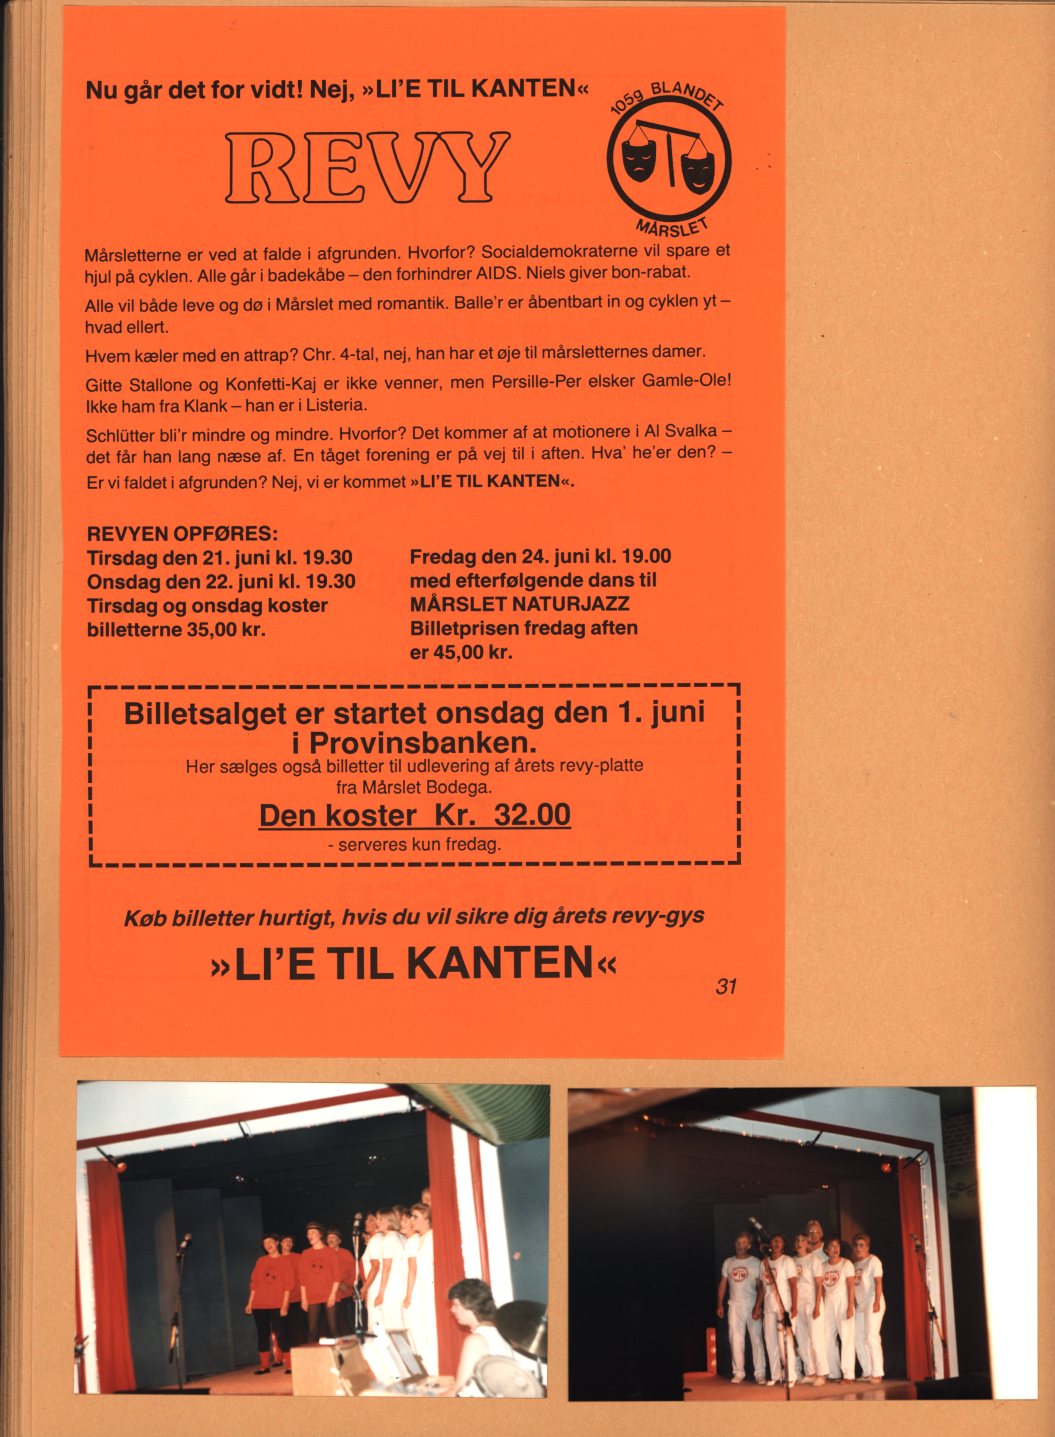 Nu går det for vidt! Nej, »LI'E TIL KANTEN«
105g BLANDET
MÅRSLET
REVY
Mårsletterne er ved at falde i afgrunden. Hvorfor? Socialdemokraterne vil spare et
hjul på cyklen. Alle går i badekåbe – den forhindrer AIDS. Niels giver bon-rabat.
Alle vil både leve og dø i Mårslet med romantik. Balle'r er åbentbart in og cyklen yt –
hvad ellert.
Hvem kæler med en attrap? Chr. 4-tal, nej, han har et øje til mårsletternes damer.
Gitte Stallone og Konfetti-Kaj er ikke venner, men Persille-Per elsker Gamle-Ole!
Ikke ham fra Klank – han er i Listeria.
Schlütter bli'r mindre og mindre. Hvorfor? Det kommer af at motionere i Al Svalka –
det får han lang næse af. En tåget forening er på vej til i aften. Hva' he'er den? –
Er vi faldet i afgrunden? Nej, vi er kommet »LI'E TIL KANTEN«.
REVYEN OPFØRES:
Tirsdag den 21. juni kl. 19.30
Onsdag den 22. juni kl. 19.30
Tirsdag og onsdag koster
billetterne 35,00 kr.
Fredag den 24. juni kl. 19.00
med efterfølgende dans til
MÅRSLET NATURJAZZ
Billetprisen fredag aften
er 45,00 kr.
Billetsalget er startet onsdag den 1. juni
i Provinsbanken.
Her sælges også billetter til udlevering af årets revy-platte
fra Mårslet Bodega.
Den koster Kr. 32.00
- serveres kun fredag.
Køb billetter hurtigt, hvis du vil sikre dig årets revy-gys
»LI'E TIL KANTEN«
31